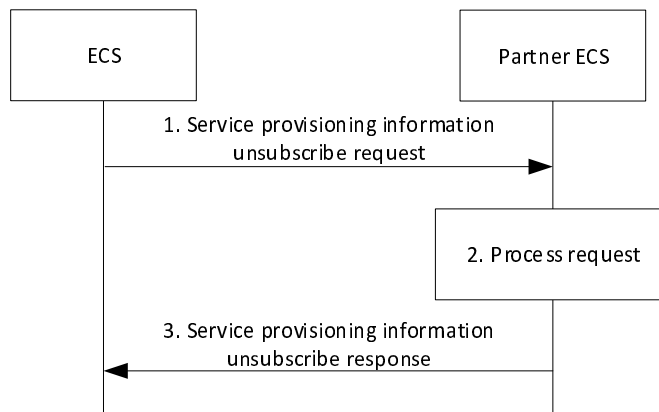 ECS
Partner ECS
1. Service provisioning information
unsubscribe request
2. Process request
3. Service provisioning information
unsubscribe response